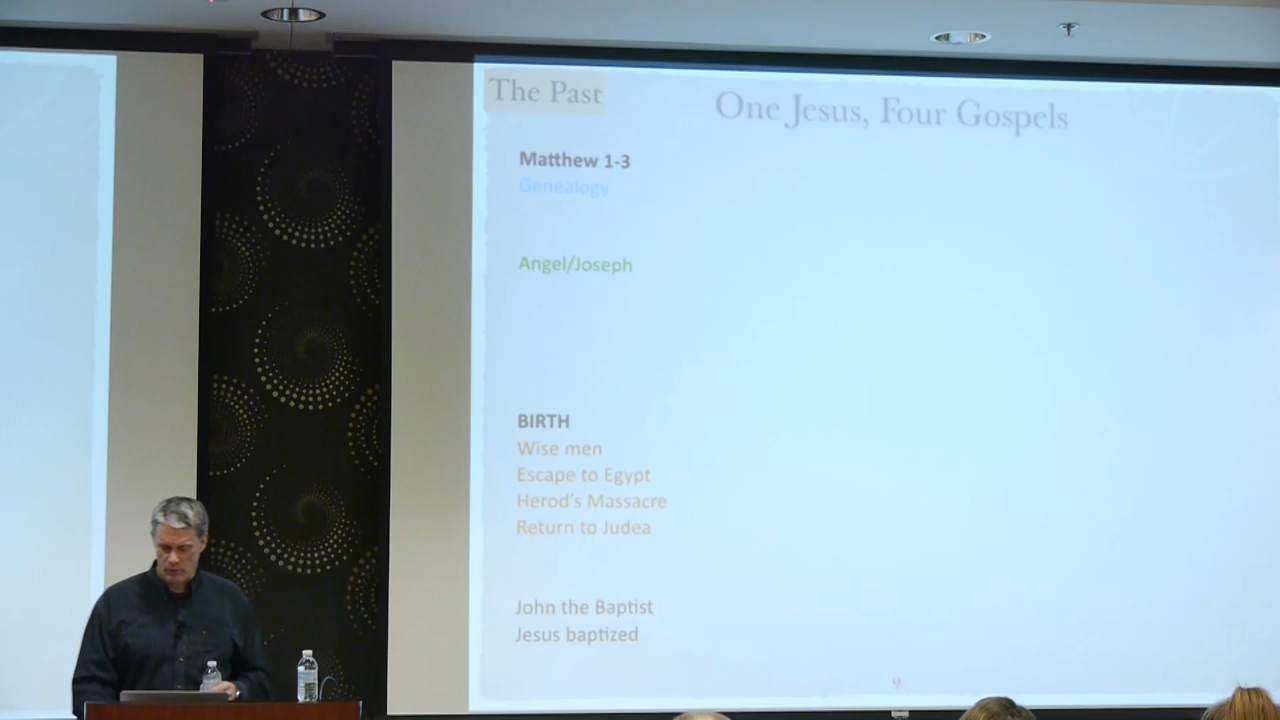 The Past
One Jesus, Four Gospels
Matthew 1-3
Genealogy
Angel/Joseph
BIRTH
Wise men
Escape to Egypt
Herod's Massacre
Return to Judea
John the Baptist
Jesus baptized
9